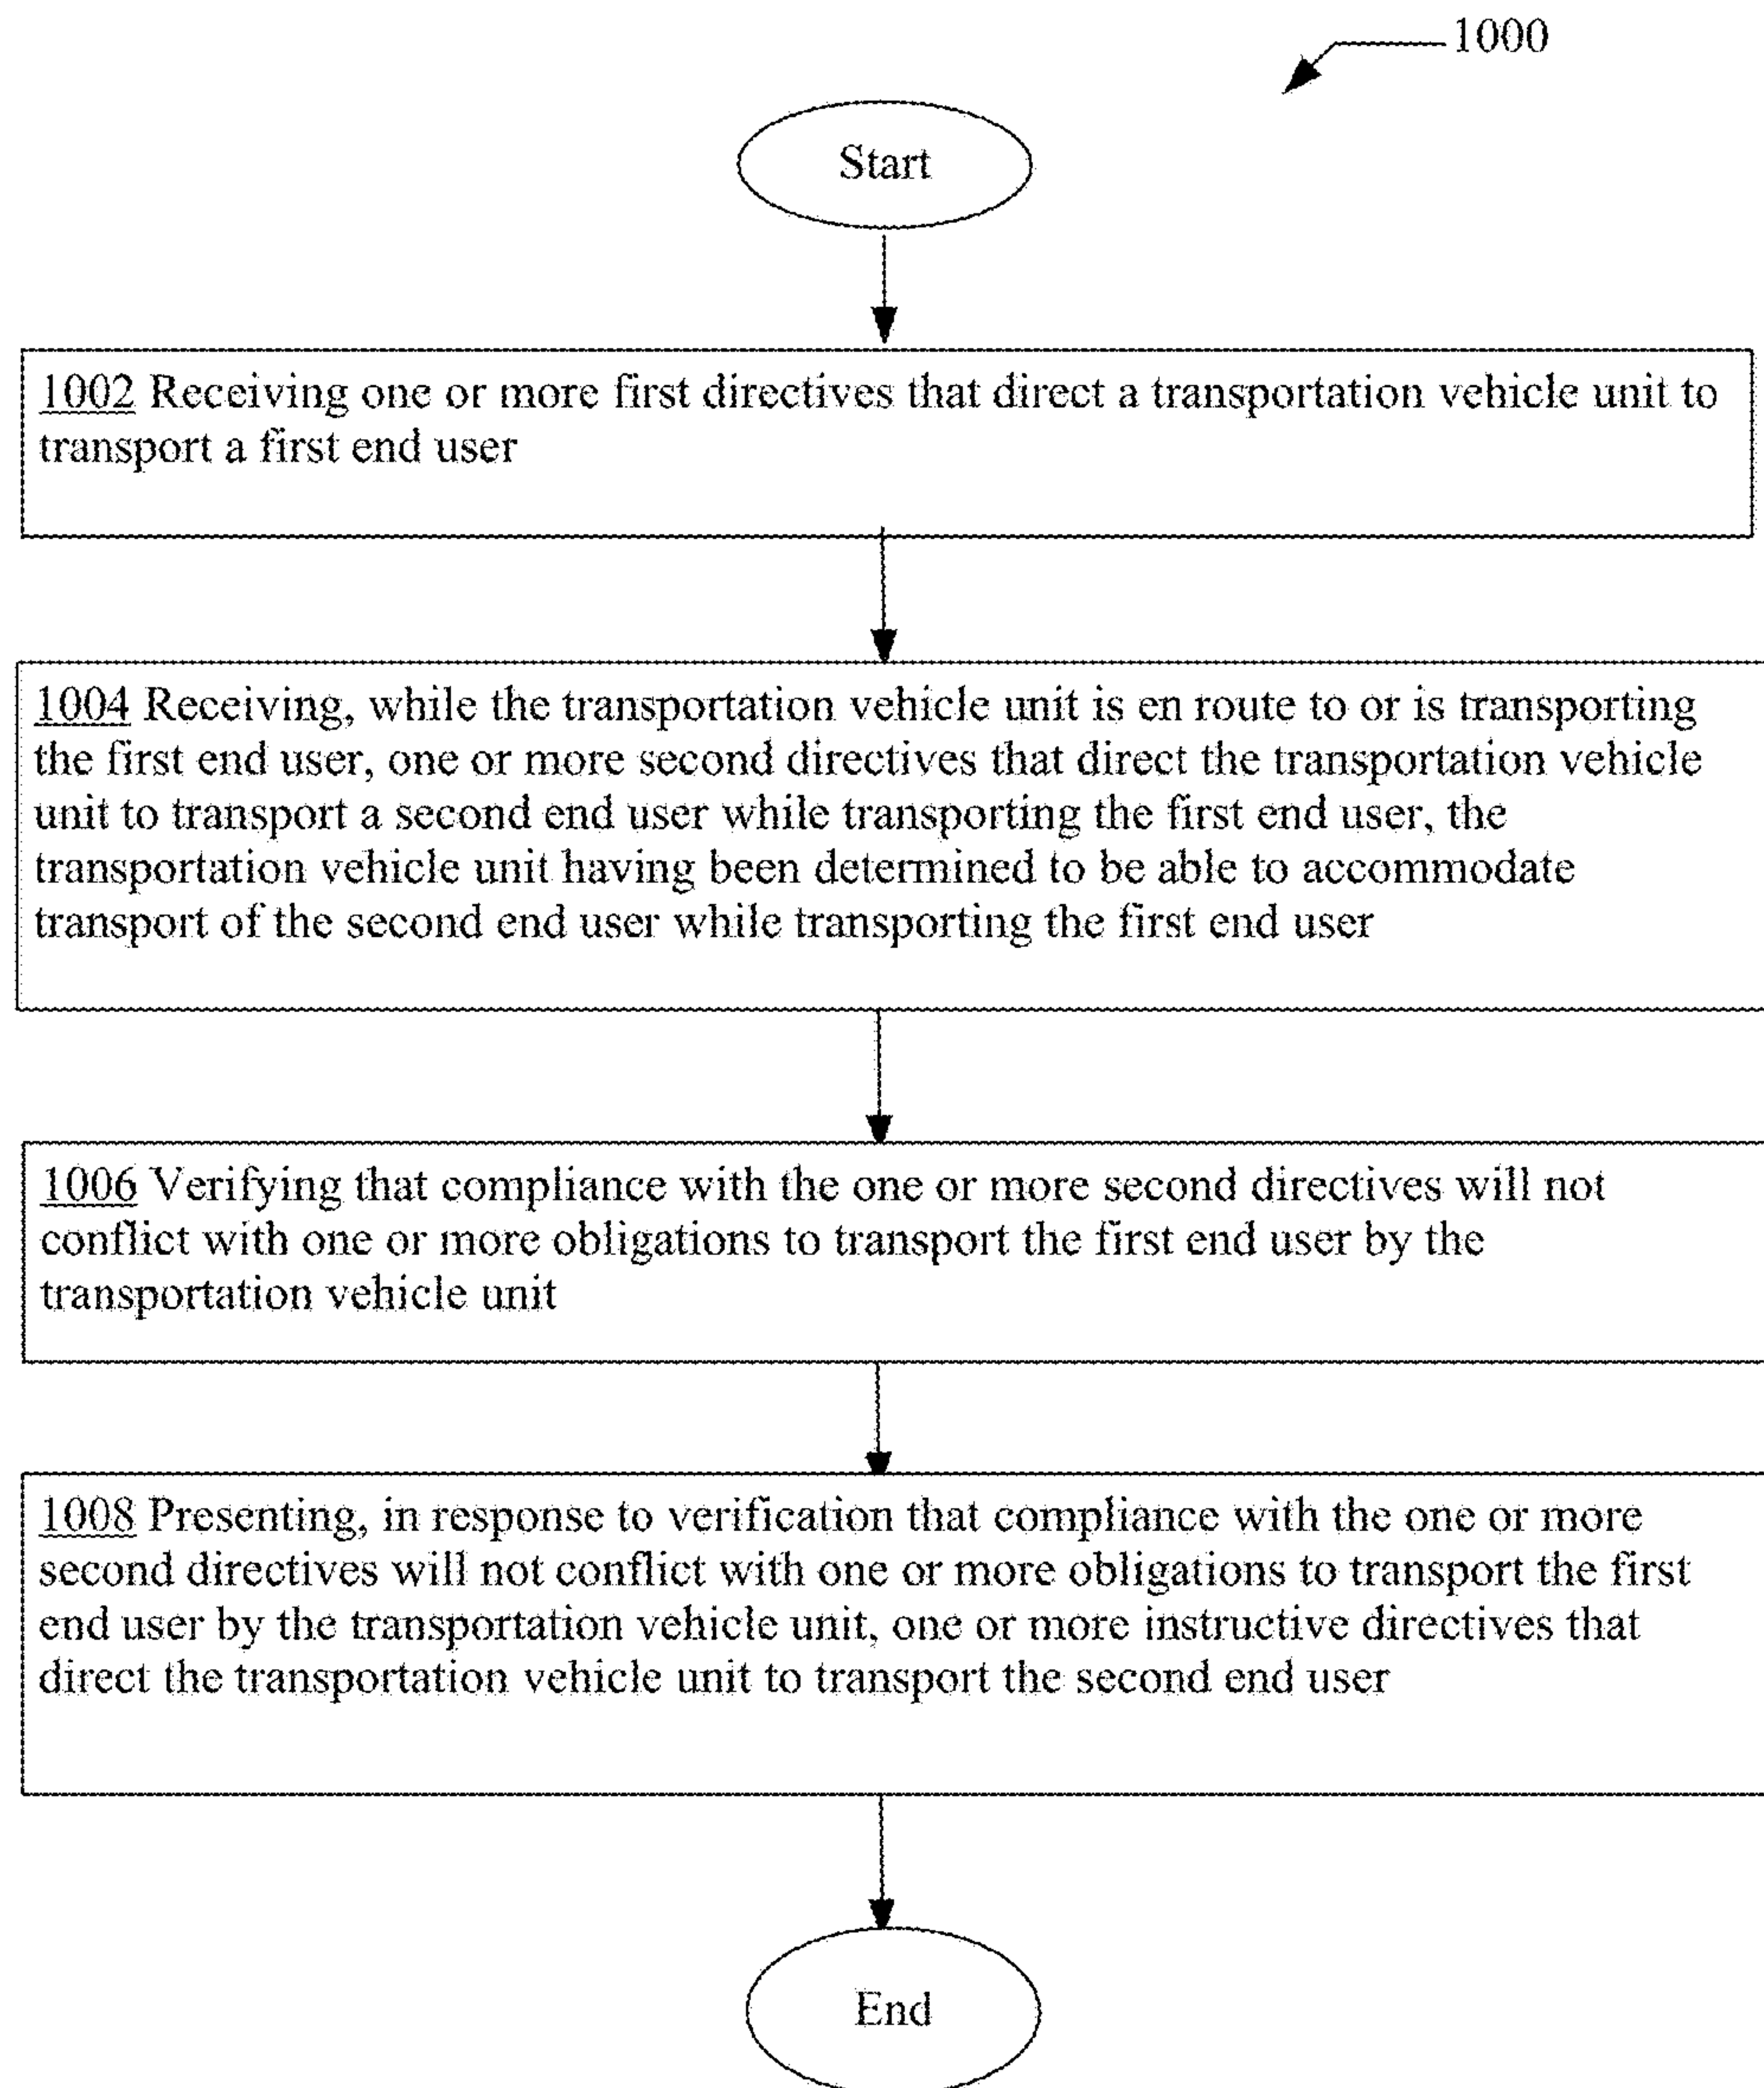 1000
Start
1002 Receiving one or more first directives that direct a transportation vehicle unit to
transport a first end user
1004 Receiving, while the transportation vehicle unit is en route to or is transporting
the first end user, one or more second directives that direct the transportation vehicle
unit to transport a second end user while transporting the first end user, the
transportation vehicle unit having been determined to be able to accommodate
transport of the second end user while transporting the first end user
1006 Verifying that compliance with the one or more second directives will not
conflict with one or more obligations to transport the first end user by the
transportation vehicle unit
1008 Presenting, in response to verification that compliance with the one or more
second directives will not conflict with one or more obligations to transport the first
end user by the transportation vehicle unit, one or more instructive directives that
direct the transportation vehicle unit to transport the second end user
End